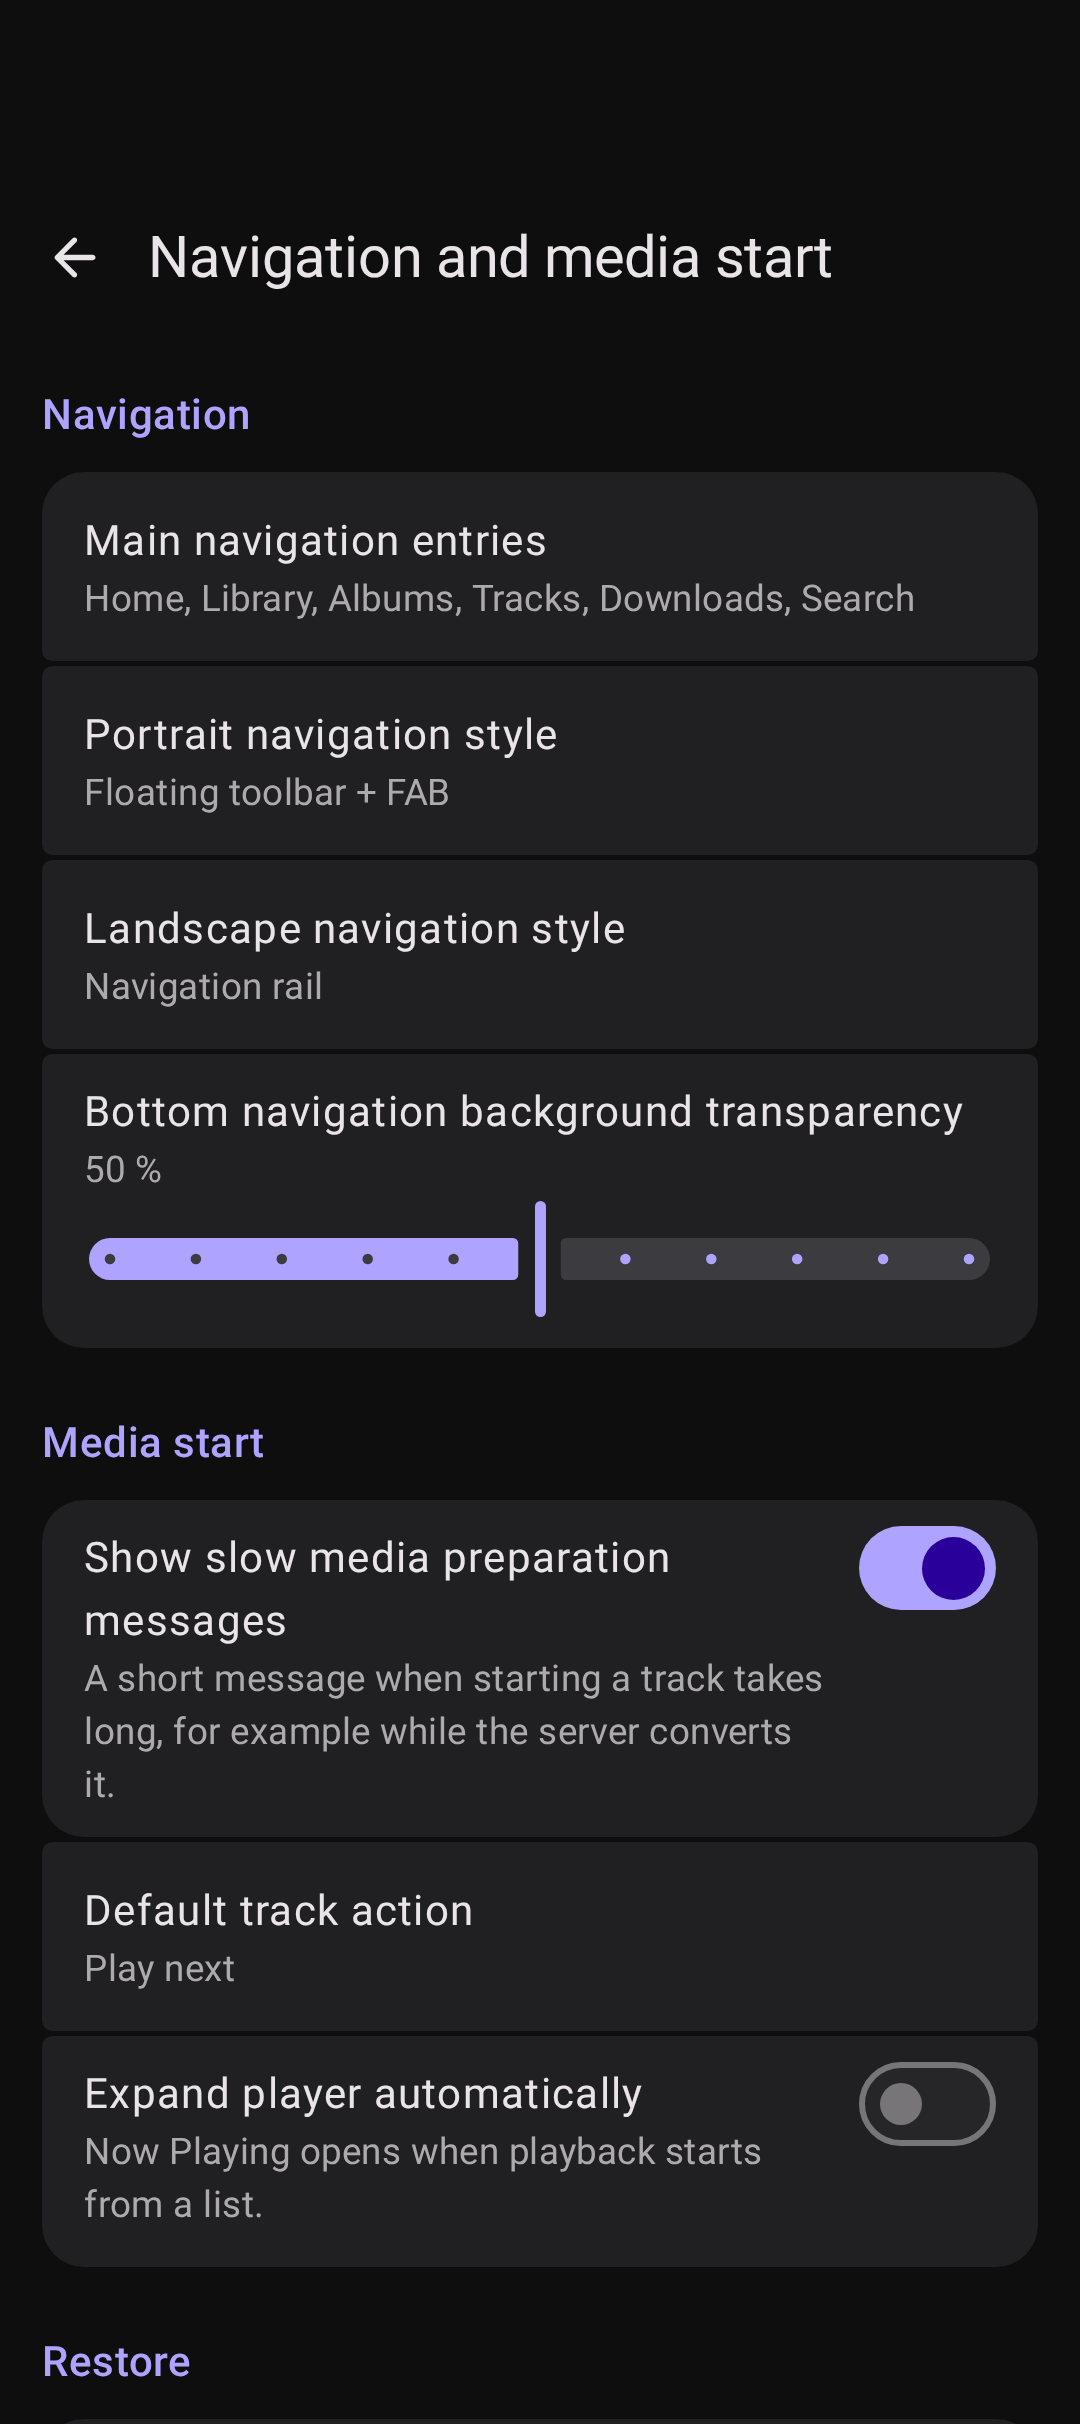 Navigation and media start
Navigation
Main navigation entries
Home, Library, Albums, Tracks, Downloads, Search
Portrait navigation style
Floating toolbar + FAB
Landscape navigation style
Navigation rail
Bottom navigation background transparency
50 %
Media start
Show slow media preparation
messages
A short message when starting a track takes
long, for example while the server converts
it.
Default track action
Play next
Expand player automatically
Now Playing opens when playback starts
from a list.
Restore